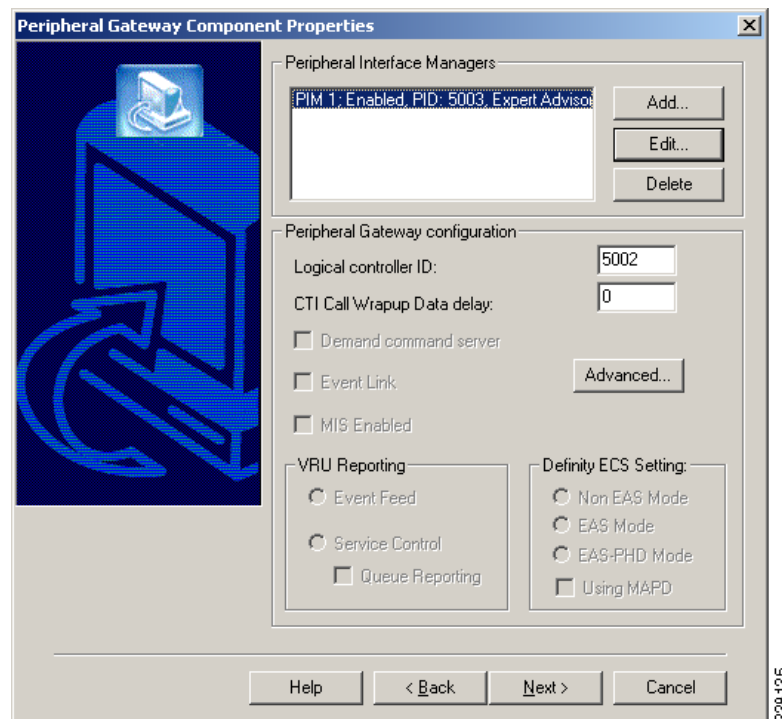 Peripheral Gateway Component Properties
Peripheral Interface Managers
PIM 1; Enabled, PID: 5003, Expert Advisor
Add...
Edit...
Delete
Peripheral Gateway configuration
Logical controller ID: 5002
CTI Call Wrapup Data delay: 0
Demand command server
Event Link
Advanced...
MIS Enabled
VRU Reporting
Event Feed
Service Control
Queue Reporting
Definity ECS Setting:
Non EAS Mode
EAS Mode
EAS-PHD Mode
Using MAPD
Help
< Back
Next >
Cancel